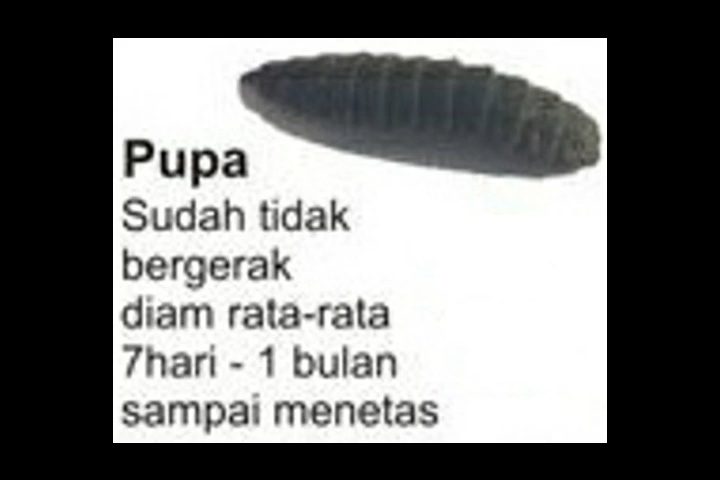 Pupa
Sudah tidak
bergerak
diam rata-rata
7hari - 1 bulan
sampai menetas